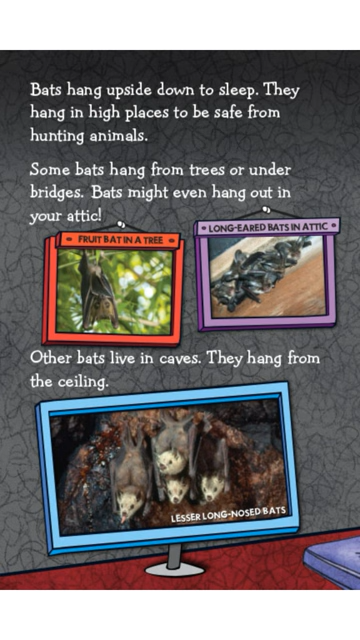 Bats hang upside down to sleep. They
hang in high places to be safe from
hunting animals.
Some bats hang from trees or under
bridges. Bats might even hang out in
your attic!
FRUIT BAT IN A TREE
LONG-EARED BATS IN ATTIC
Other bats live in caves. They hang from
the ceiling.
LESSER LONG-NOSED BATS